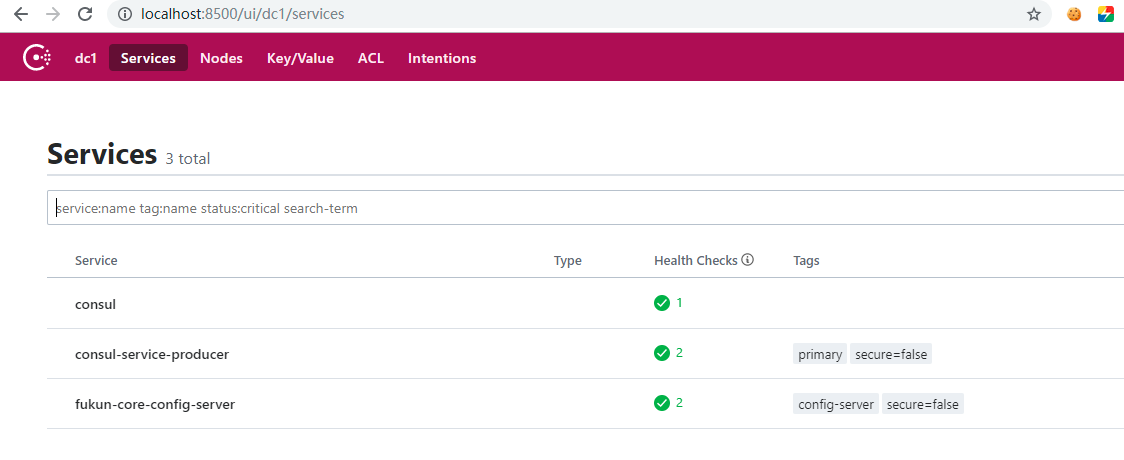 localhost:8500/ui/dc1/services
dc1 Services Nodes Key/Value ACL Intentions
Services 3 total
service:name tag:name status:critical search-term
Service Type Health Checks Tags
consul 1
consul-service-producer 2 primary secure=false
fukun-core-config-server 2 config-server secure=false